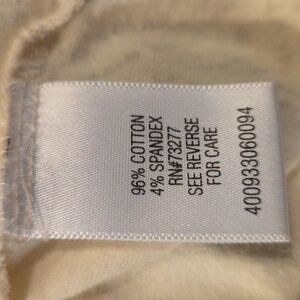 96% COTTON
4% SPANDEX
RN#73277
SEE REVERSE
FOR CARE
400933060094